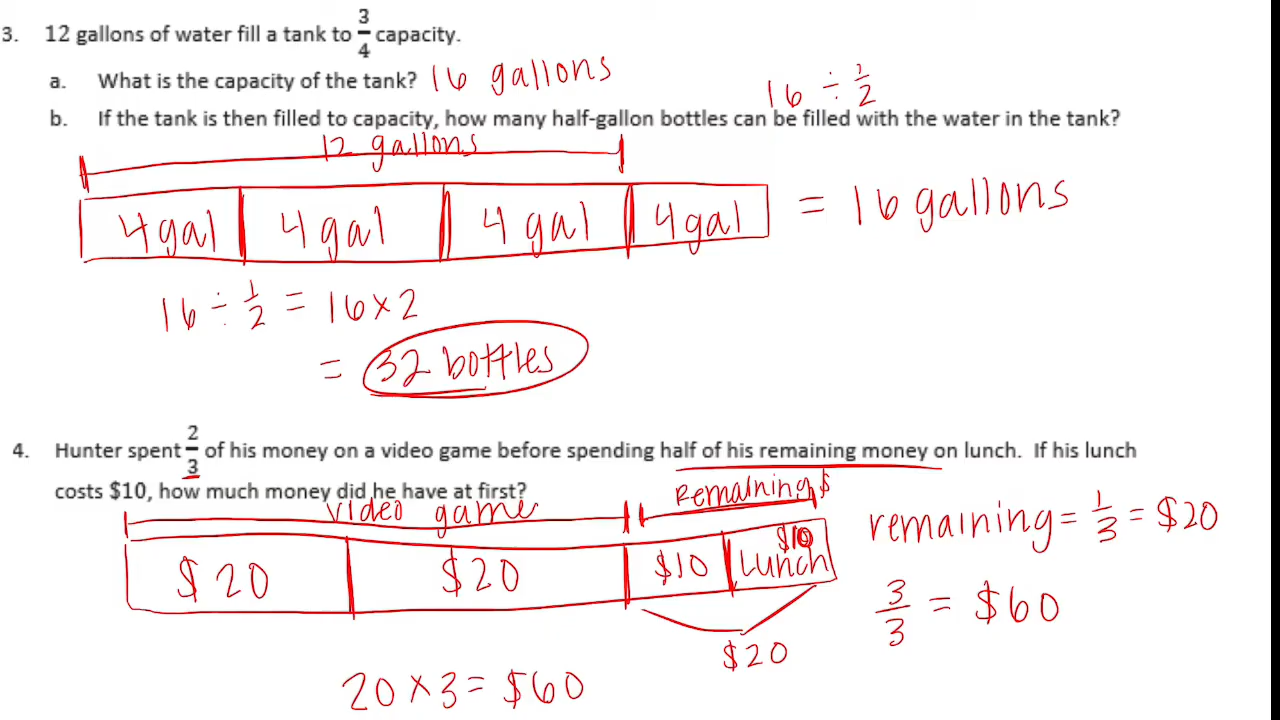 3. 12 gallons of water fill a tank to 3/4 capacity.
a. What is the capacity of the tank? 16 gallons
16 ÷ 1/2
b. If the tank is then filled to capacity, how many half-gallon bottles can be filled with the water in the tank?
12 gallons
4 gal 4 gal 4 gal 4 gal = 16 gallons
16 ÷ 1/2 = 16 × 2
= 32 bottles
4. Hunter spent 2/3 of his money on a video game before spending half of his remaining money on lunch. If his lunch
costs $10, how much money did he have at first?
video game Remaining $
remaining = 1/3 = $20
$20 $20 $10 $10 Lunch
3/3 = $60
$20
20 × 3 = $60